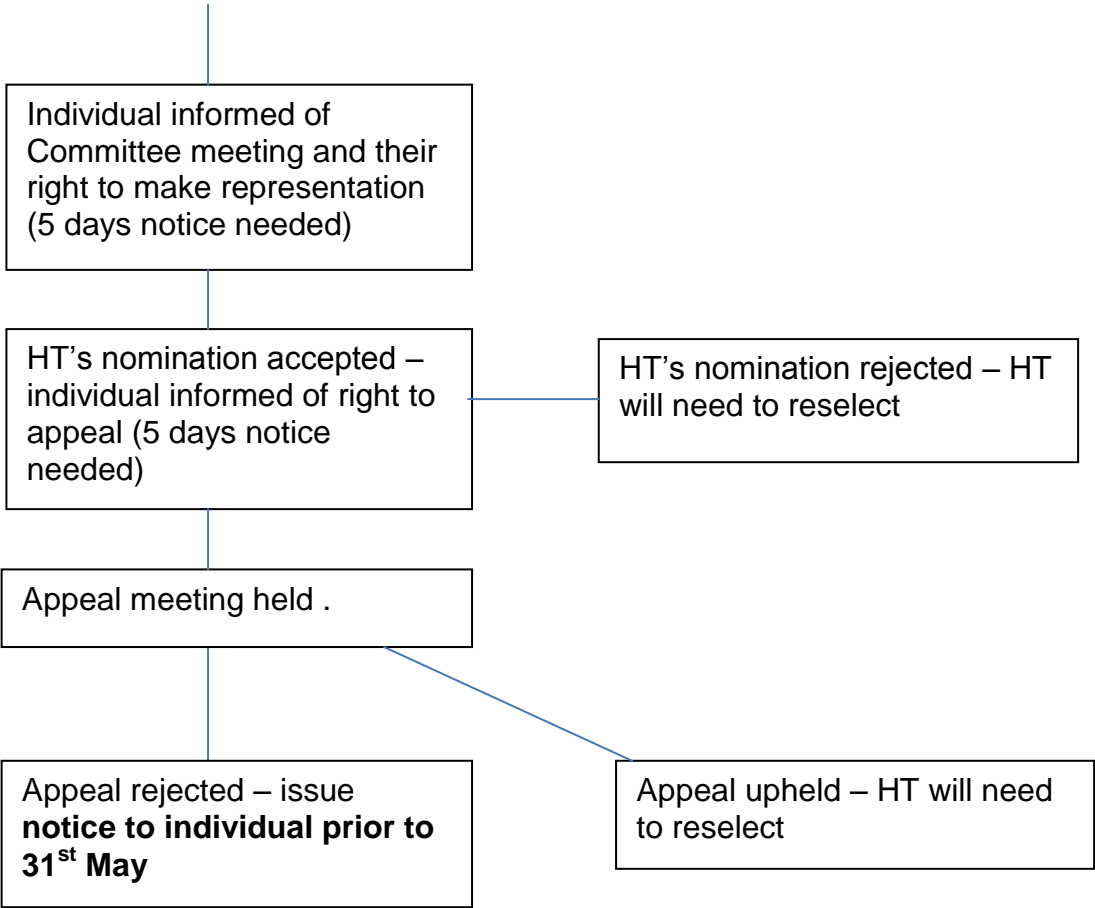 Individual informed of
Committee meeting and their
right to make representation
(5 days notice needed)
HT’s nomination accepted –
individual informed of right to
appeal (5 days notice
needed)
HT’s nomination rejected – HT
will need to reselect
Appeal meeting held .
Appeal rejected – issue
notice to individual prior to
31st May
Appeal upheld – HT will need
to reselect